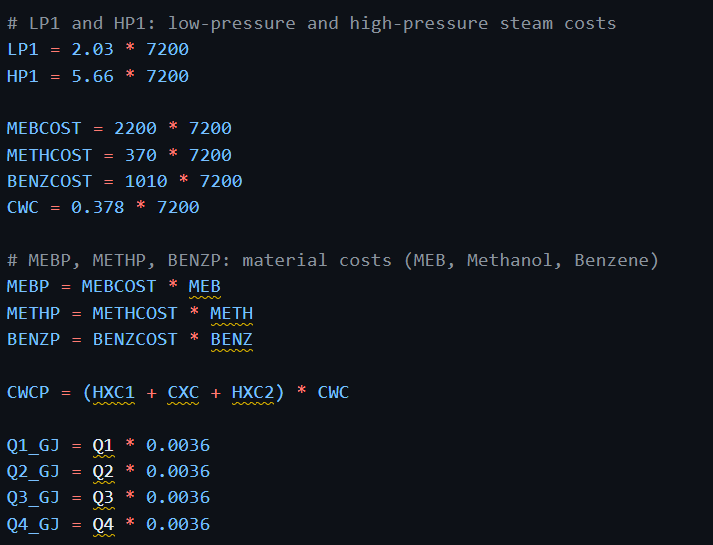 # LP1 and HP1: low-pressure and high-pressure steam costs
LP1 = 2.03 * 7200
HP1 = 5.66 * 7200
MEBCOST = 2200 * 7200
METHCOST = 370 * 7200
BENZCOST = 1010 * 7200
CWC = 0.378 * 7200
# MEBP, METHP, BENZP: material costs (MEB, Methanol, Benzene)
MEBP = MEBCOST * MEB
METHP = METHCOST * METH
BENZP = BENZCOST * BENZ
CWCP = (HXC1 + CXC + HXC2) * CWC
Q1_GJ = Q1 * 0.0036
Q2_GJ = Q2 * 0.0036
Q3_GJ = Q3 * 0.0036
Q4_GJ = Q4 * 0.0036